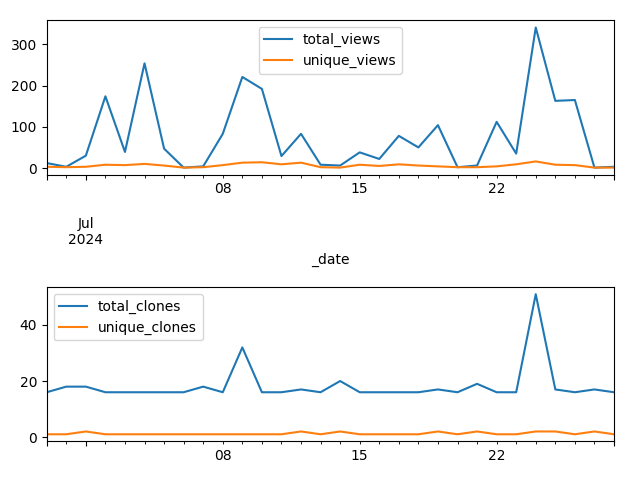 300
200
100
0
total_views
unique_views
08
15
22
Jul
2024
_date
40
20
0
total_clones
unique_clones
08
15
22